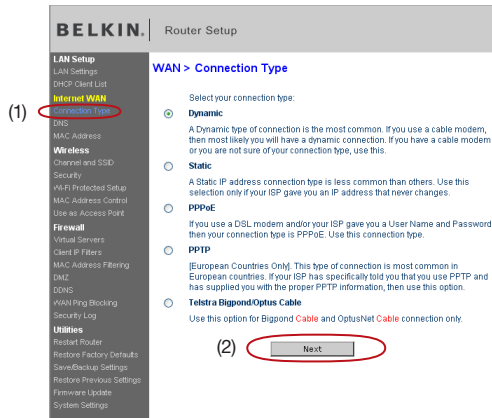 BELKIN. Router Setup
LAN Setup
LAN Settings
DHCP Client List
Internet WAN
(1) Connection Type
DNS
MAC Address
Wireless
Channel and SSID
Security
Wi-Fi Protected Setup
MAC Address Control
Use as Access Point
Firewall
Virtual Servers
Client IP Filters
MAC Address Filtering
DMZ
DDNS
WAN Ping Blocking
Security Log
Utilities
Restart Router
Restore Factory Defaults
Save/Backup Settings
Restore Previous Settings
Firmware Update
System Settings
WAN > Connection Type
Select your connection type:
Dynamic
A Dynamic type of connection is the most common. If you use a cable modem,
then most likely you will have a dynamic connection. If you have a cable modem
or you are not sure of your connection type, use this.
Static
A Static IP address connection type is less common than others. Use this
selection only if your ISP gave you an IP address that never changes.
PPPoE
If you use a DSL modem and/or your ISP gave you a User Name and Password
then your connection type is PPPoE. Use this connection type.
PPTP
[European Countries Only]. This type of connection is most common in
European countries. If your ISP has specifically told you that you use PPTP and
has supplied you with the proper PPTP information, then use this option.
Telstra Bigpond/Optus Cable
Use this option for Bigpond Cable and OptusNet Cable connection only.
(2) Next